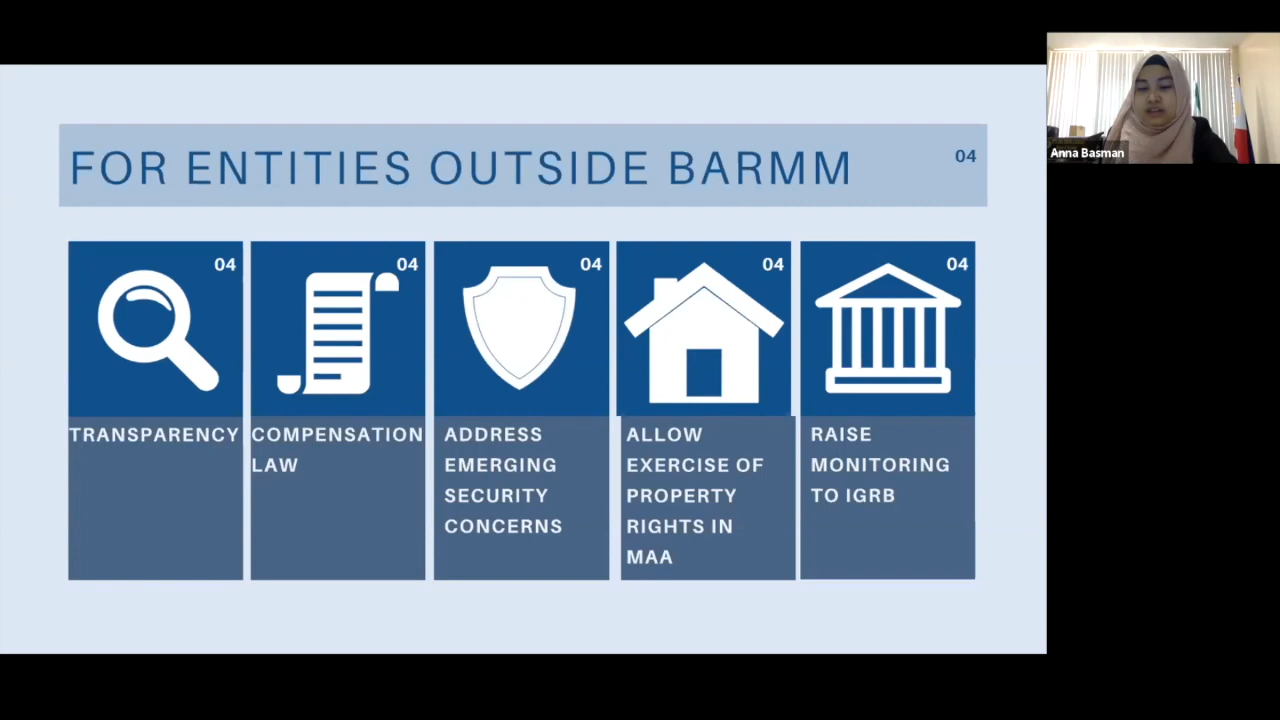 FOR ENTITIES OUTSIDE BARMM
04
04
TRANSPARENCY
04
COMPENSATION
LAW
04
ADDRESS
EMERGING
SECURITY
CONCERNS
04
ALLOW
EXERCISE OF
PROPERTY
RIGHTS IN
MAA
04
RAISE
MONITORING
TO IGRB
Anna Basman